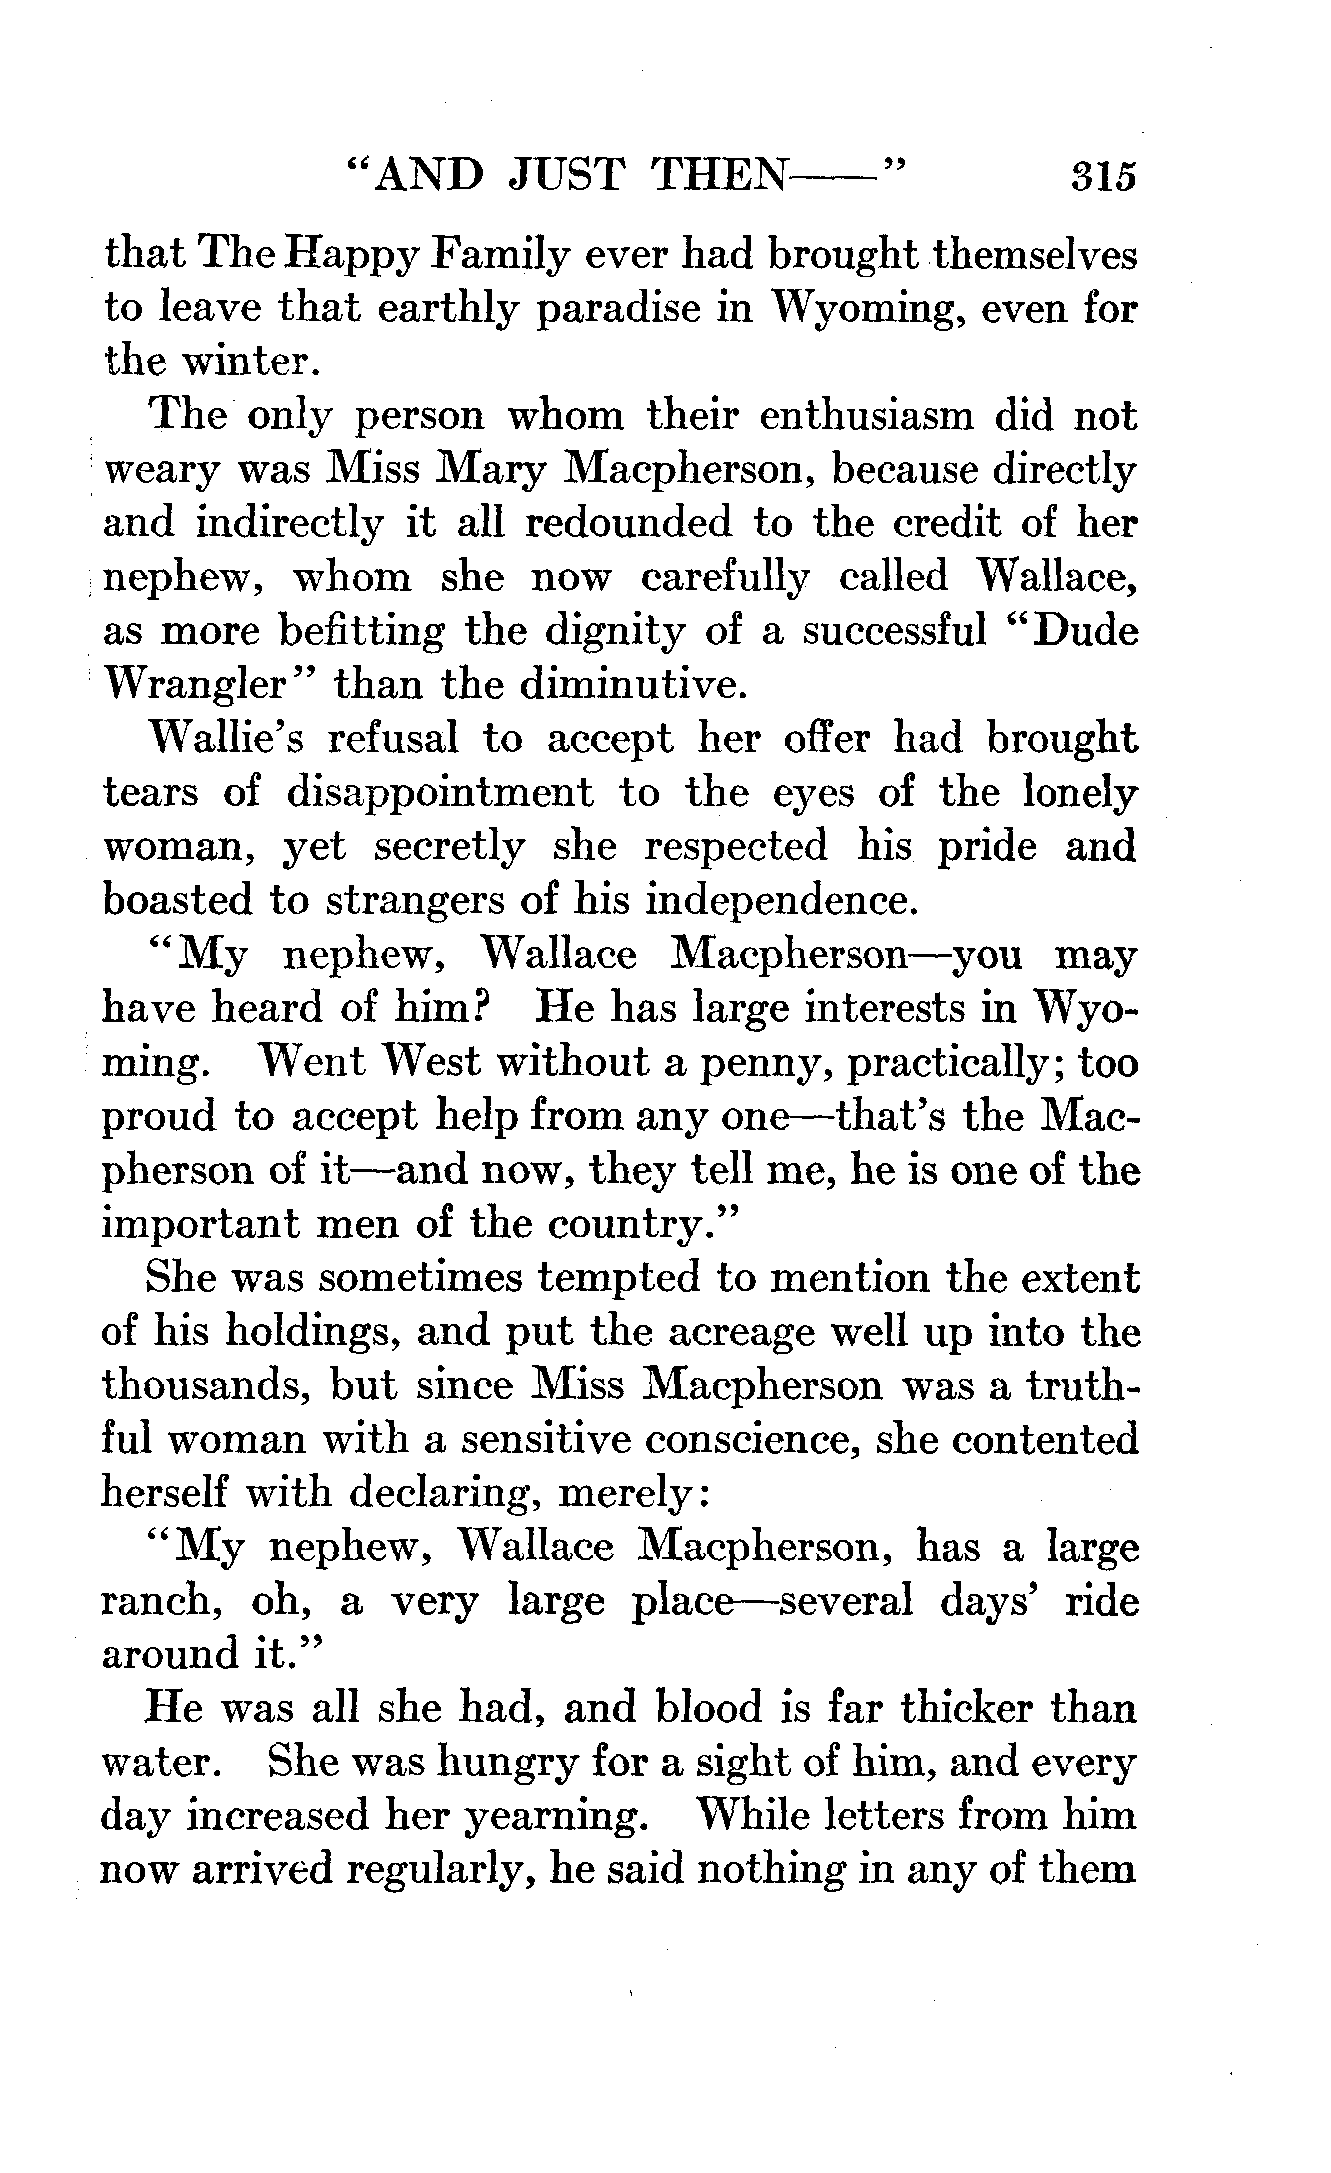 "AND JUST THEN——" 315
that The Happy Family ever had brought themselves
to leave that earthly paradise in Wyoming, even for
the winter.
The only person whom their enthusiasm did not
weary was Miss Mary Macpherson, because directly
and indirectly it all redounded to the credit of her
nephew, whom she now carefully called Wallace,
as more befitting the dignity of a successful "Dude
Wrangler" than the diminutive.
Wallie's refusal to accept her offer had brought
tears of disappointment to the eyes of the lonely
woman, yet secretly she respected his pride and
boasted to strangers of his independence.
"My nephew, Wallace Macpherson—you may
have heard of him? He has large interests in Wyo-
ming. Went West without a penny, practically; too
proud to accept help from any one—that's the Mac-
pherson of it—and now, they tell me, he is one of the
important men of the country."
She was sometimes tempted to mention the extent
of his holdings, and put the acreage well up into the
thousands, but since Miss Macpherson was a truth-
ful woman with a sensitive conscience, she contented
herself with declaring, merely:
"My nephew, Wallace Macpherson, has a large
ranch, oh, a very large place—several days' ride
around it."
He was all she had, and blood is far thicker than
water. She was hungry for a sight of him, and every
day increased her yearning. While letters from him
now arrived regularly, he said nothing in any of them